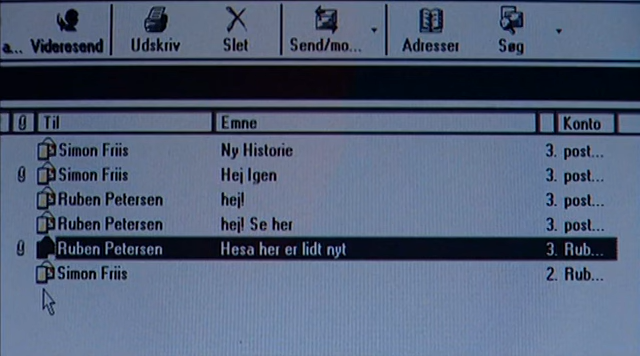 a... Videresend Udskriv Slet Send/mo... Adresser Søg
Til Emne Konto
Simon Friis Ny Historie 3. post...
Simon Friis Hej Igen 3. post...
Ruben Petersen hej! 3. post...
Ruben Petersen hej! Se her 3. post...
Ruben Petersen Hesa her er lidt nyt 3. Rub...
Simon Friis 2. Rub...